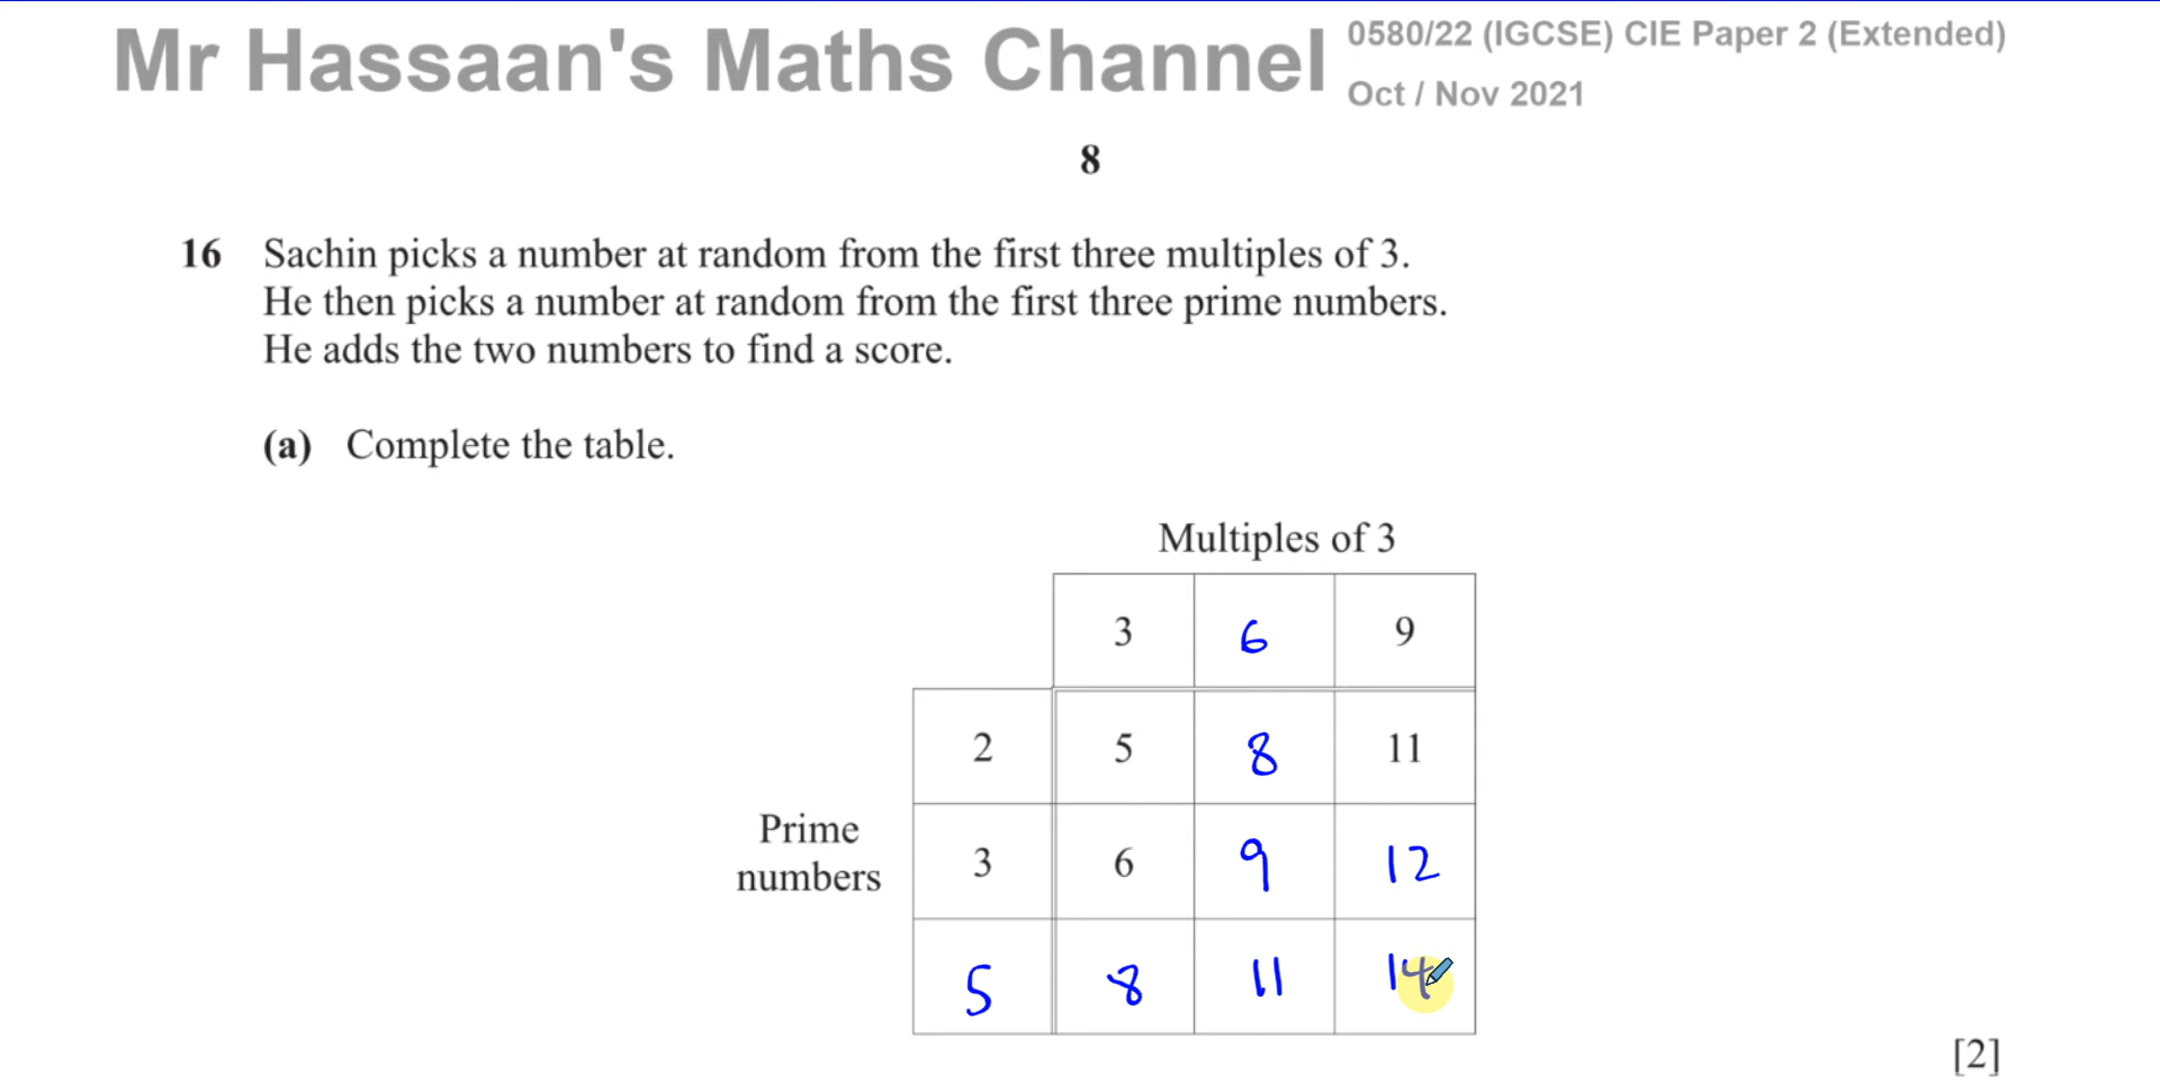 Mr Hassaan's Maths Channel
0580/22 (IGCSE) CIE Paper 2 (Extended)
Oct / Nov 2021
8
16 Sachin picks a number at random from the first three multiples of 3.
He then picks a number at random from the first three prime numbers.
He adds the two numbers to find a score.
(a) Complete the table.
Multiples of 3
3 6 9
2 5 8 11
Prime
numbers
3 6 9 12
5 8 11 14
[2]